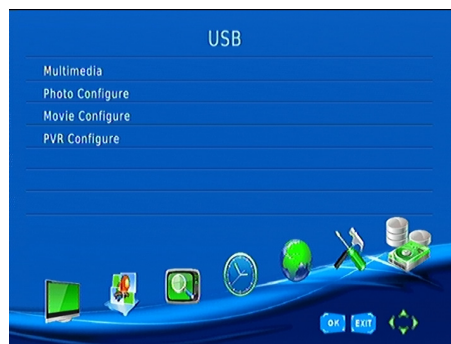 USB
Multimedia
Photo Configure
Movie Configure
PVR Configure
OK EXIT